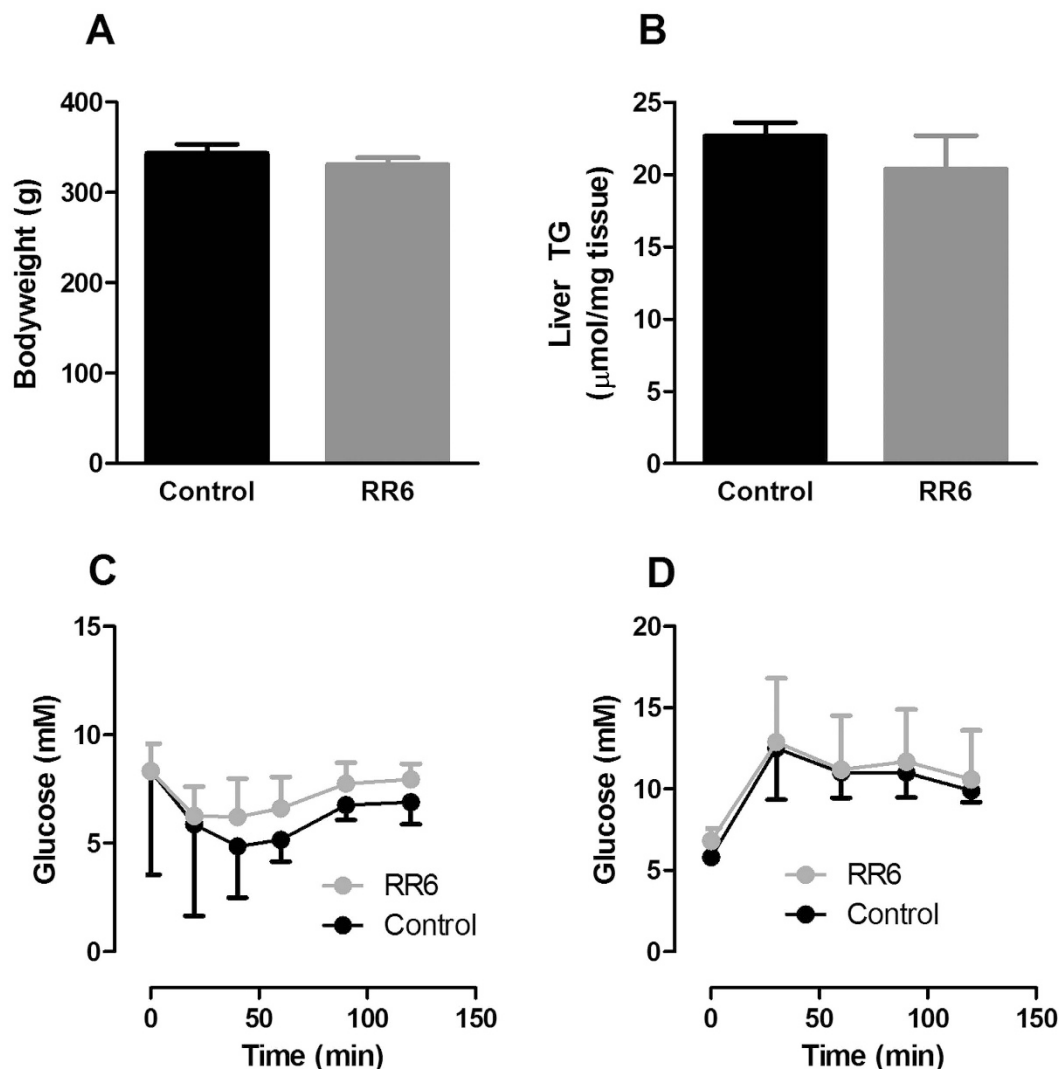 A
Bodyweight (g)
400
300
200
100
0
Control RR6
B
Liver TG
(μmol/mg tissue)
25
20
15
10
5
0
Control RR6
C
Glucose (mM)
15
10
5
0
RR6
Control
0 50 100 150
Time (min)
D
Glucose (mM)
20
15
10
5
0
RR6
Control
0 50 100 150
Time (min)